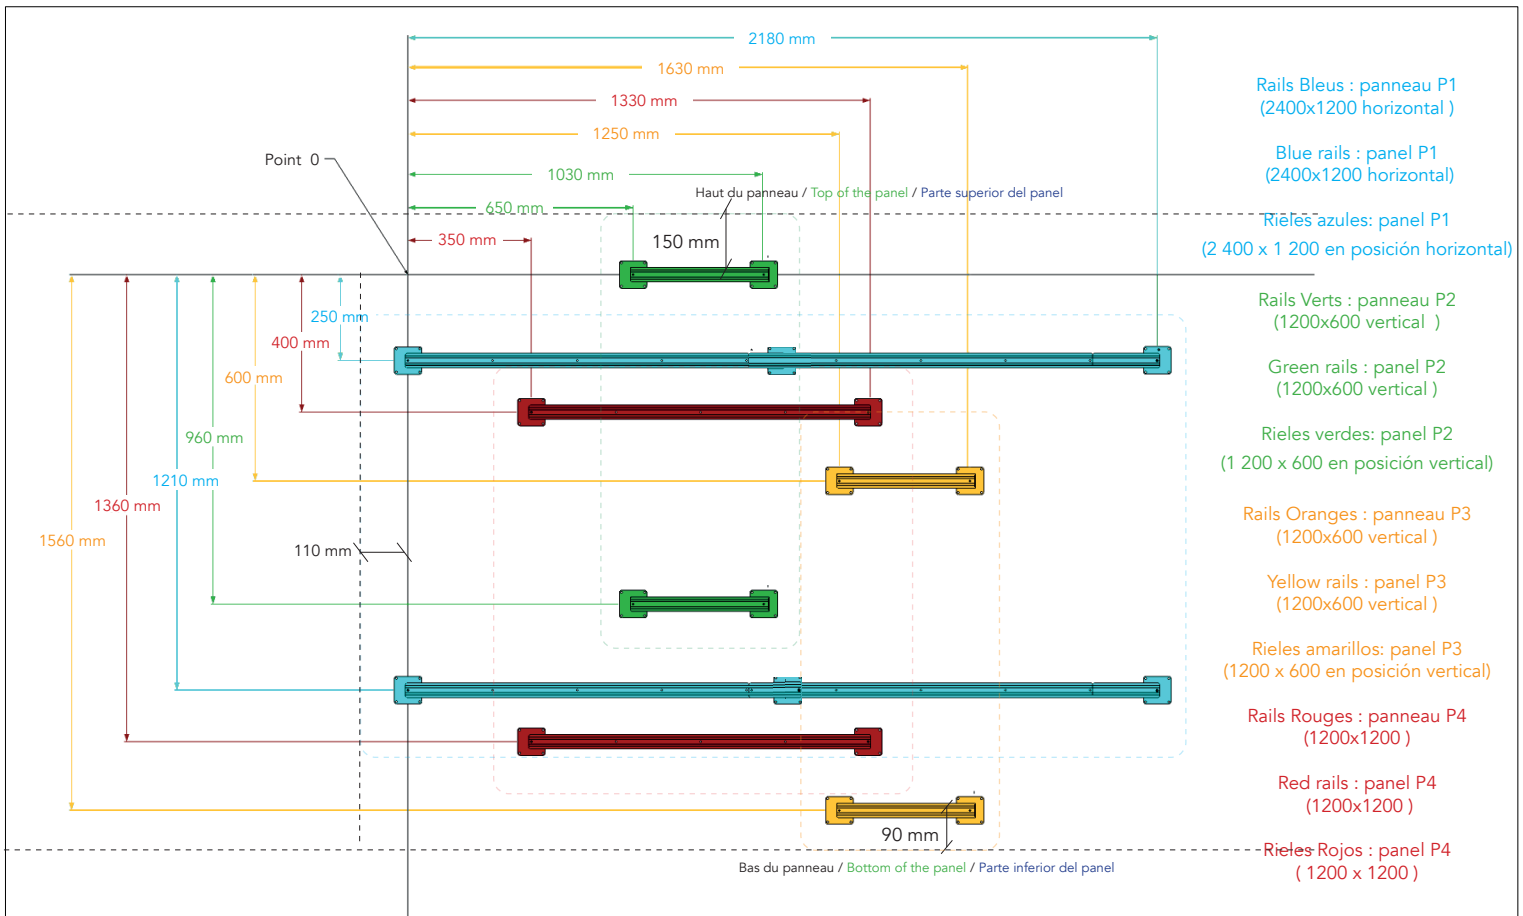 2180 mm
1630 mm
1330 mm
1250 mm
Point 0
1030 mm
Haut du panneau / Top of the panel / Parte superior del panel
650 mm
350 mm
150 mm
250 mm
400 mm
600 mm
960 mm
1210 mm
1360 mm
1560 mm
110 mm
90 mm
Bas du panneau / Bottom of the panel / Parte inferior del panel
Rails Bleus : panneau P1
(2400x1200 horizontal )
Blue rails : panel P1
(2400x1200 horizontal)
Rieles azules: panel P1
(2 400 x 1 200 en posición horizontal)
Rails Verts : panneau P2
(1200x600 vertical )
Green rails : panel P2
(1200x600 vertical )
Rieles verdes: panel P2
(1 200 x 600 en posición vertical)
Rails Oranges : panneau P3
(1200x600 vertical )
Yellow rails : panel P3
(1200x600 vertical )
Rieles amarillos: panel P3
(1200 x 600 en posición vertical)
Rails Rouges : panneau P4
(1200x1200 )
Red rails : panel P4
(1200x1200 )
Rieles Rojos : panel P4
( 1200 x 1200 )